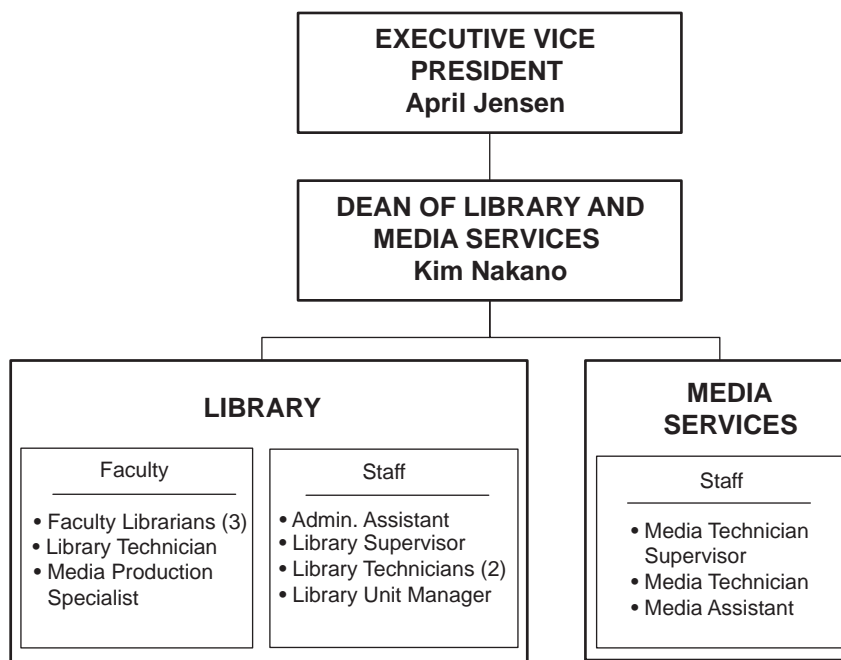 EXECUTIVE VICE
PRESIDENT
April Jensen
DEAN OF LIBRARY AND
MEDIA SERVICES
Kim Nakano
LIBRARY
Faculty
• Faculty Librarians (3)
• Library Technician
• Media Production
Specialist
Staff
• Admin. Assistant
• Library Supervisor
• Library Technicians (2)
• Library Unit Manager
MEDIA
SERVICES
Staff
• Media Technician
Supervisor
• Media Technician
• Media Assistant